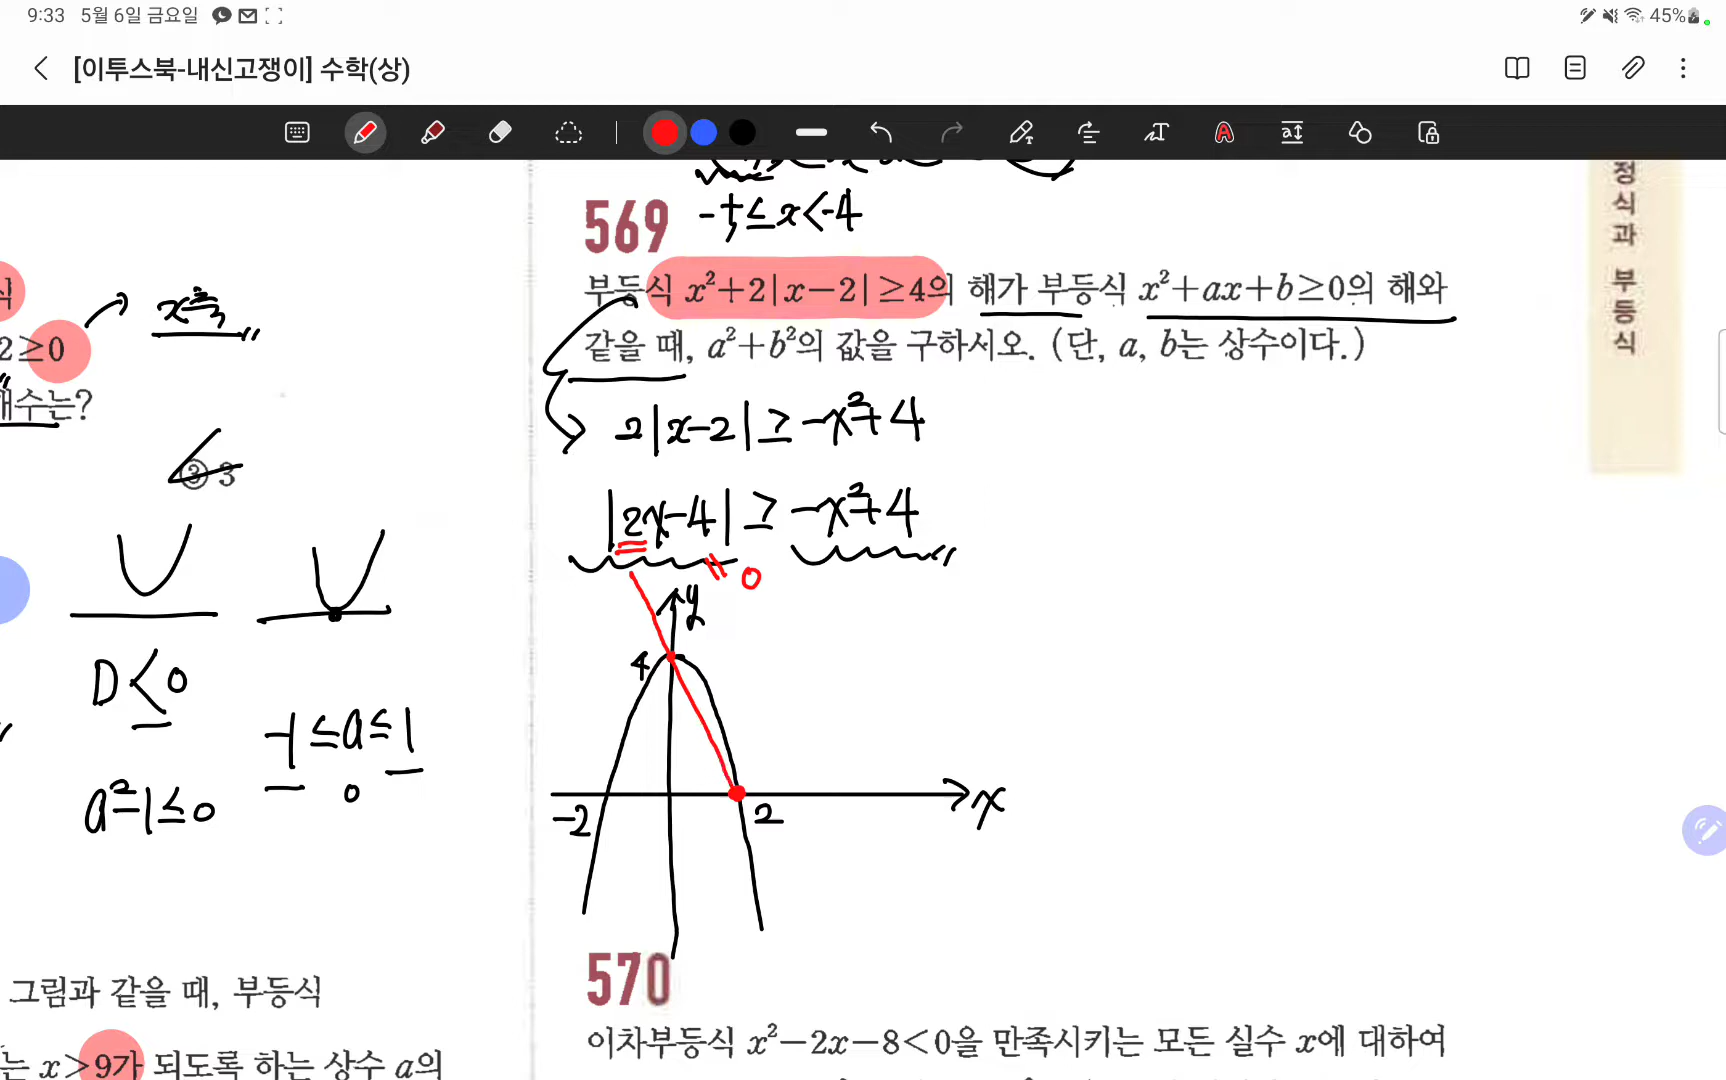 9:33 5월 6일 금요일 45%
[이투스북-내신고쟁이] 수학(상)
정식과 부등식
-7≤x<-4
569
부등식 x²+2|x-2|≥4의 해가 부등식 x²+ax+b≥0의 해와
같을 때, a²+b²의 값을 구하시오. (단, a, b는 상수이다.)
2|x-2|≥-x²+4
|2x-4|≥-x²+4
0
y
4
-2
2
x
식
2≥0
개수는?
③ 3
D<0
a²-1≤0
-1≤a≤1
0
그림과 같을 때, 부등식
는 x>9가 되도록 하는 상수 a의
570
이차부등식 x²-2x-8<0을 만족시키는 모든 실수 x에 대하여